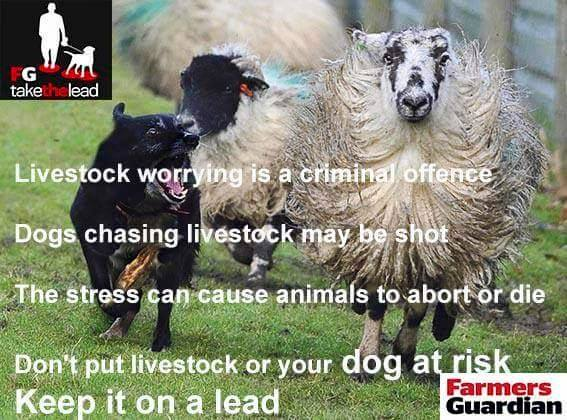 FG
takethelead
Livestock worrying is a criminal offence
Dogs chasing livestock may be shot
The stress can cause animals to abort or die
Don't put livestock or your dog at risk
Keep it on a lead
Farmers
Guardian